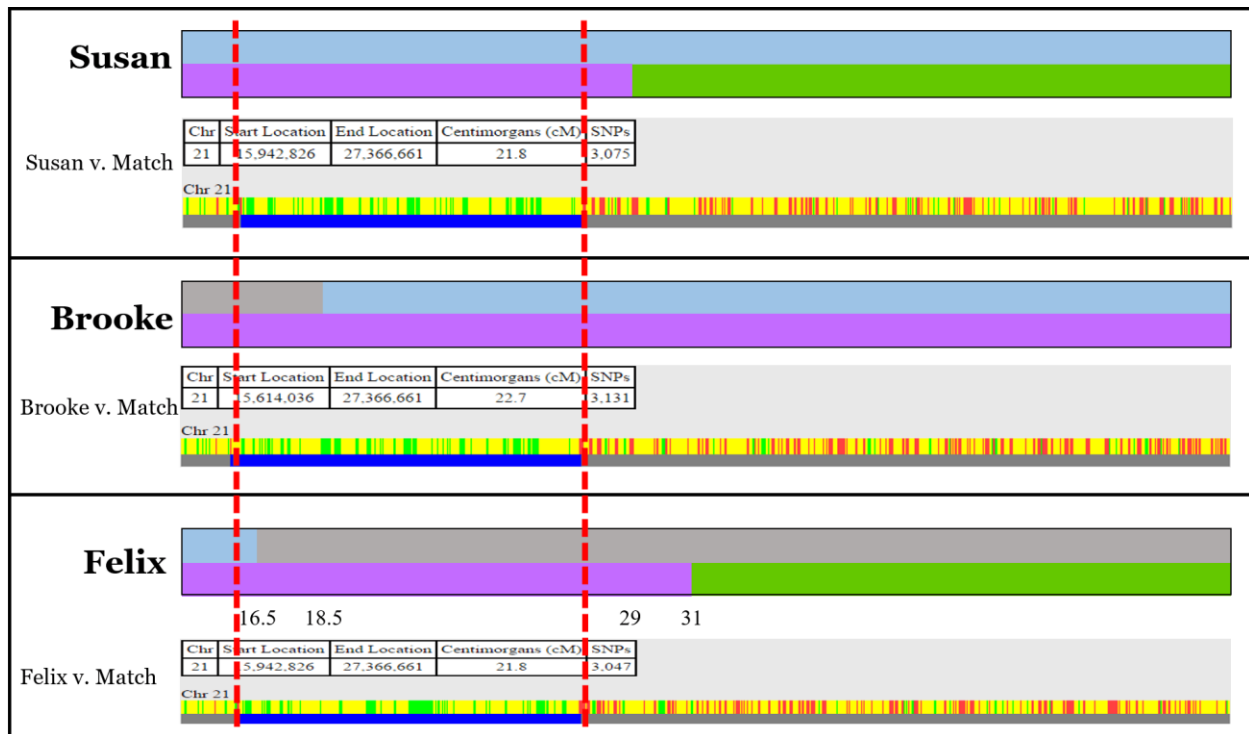 Susan
Chr Start Location End Location Centimorgans (cM) SNPs
21 15,942,826 27,366,661 21.8 3,075
Susan v. Match
Chr 21
Brooke
Chr Start Location End Location Centimorgans (cM) SNPs
21 15,614,036 27,366,661 22.7 3,131
Brooke v. Match
Chr 21
Felix
16.5 18.5 29 31
Chr Start Location End Location Centimorgans (cM) SNPs
21 15,942,826 27,366,661 21.8 3,047
Felix v. Match
Chr 21